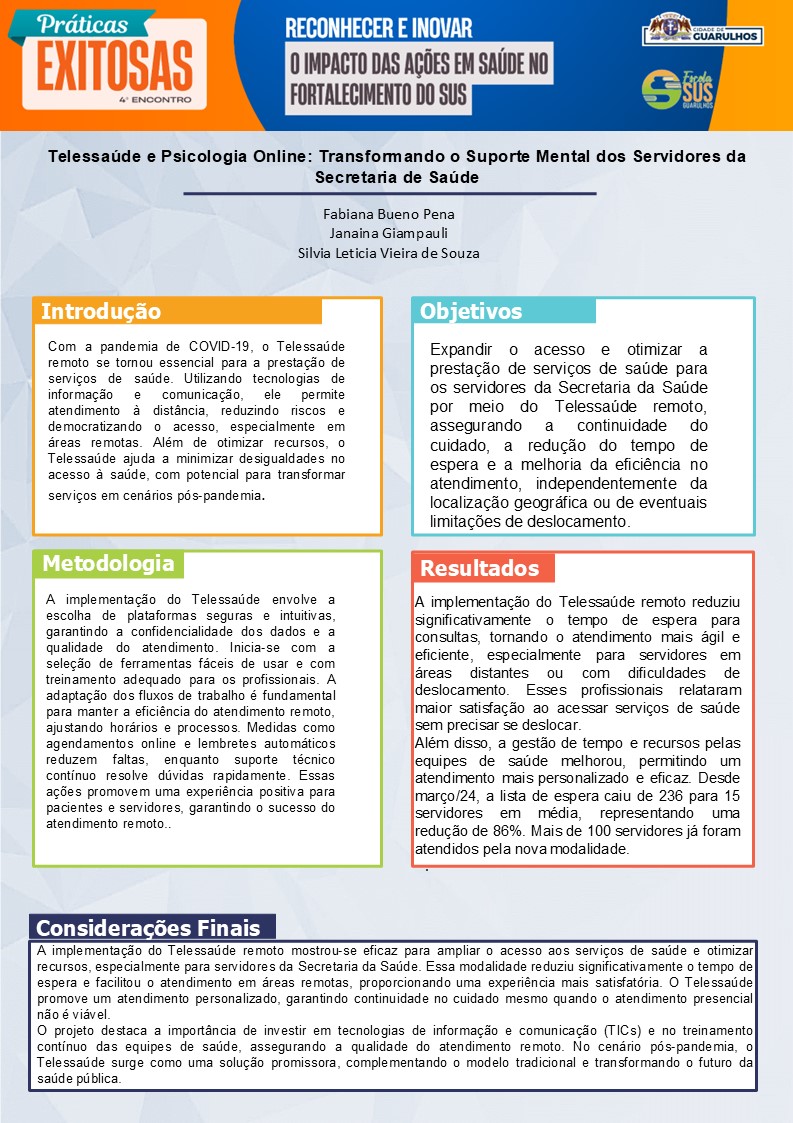 Práticas
EXITOSAS
4º ENCONTRO
RECONHECER E INOVAR
O IMPACTO DAS AÇÕES EM SAÚDE NO
FORTALECIMENTO DO SUS
CIDADE DE
GUARULHOS
Escola
SUS
GUARULHOS
Telessaúde e Psicologia Online: Transformando o Suporte Mental dos Servidores da
Secretaria de Saúde
Fabiana Bueno Pena
Janaina Giampauli
Silvia Leticia Vieira de Souza
Introdução
Com a pandemia de COVID-19, o Telessaúde
remoto se tornou essencial para a prestação de
serviços de saúde. Utilizando tecnologias de
informação e comunicação, ele permite
atendimento à distância, reduzindo riscos e
democratizando o acesso, especialmente em
áreas remotas. Além de otimizar recursos, o
Telessaúde ajuda a minimizar desigualdades no
acesso à saúde, com potencial para transformar
serviços em cenários pós-pandemia.
Objetivos
Expandir o acesso e otimizar a
prestação de serviços de saúde para
os servidores da Secretaria da Saúde
por meio do Telessaúde remoto,
assegurando a continuidade do
cuidado, a redução do tempo de
espera e a melhoria da eficiência no
atendimento, independentemente da
localização geográfica ou de eventuais
limitações de deslocamento.
Metodologia
A implementação do Telessaúde envolve a
escolha de plataformas seguras e intuitivas,
garantindo a confidencialidade dos dados e a
qualidade do atendimento. Inicia-se com a
seleção de ferramentas fáceis de usar e com
treinamento adequado para os profissionais. A
adaptação dos fluxos de trabalho é fundamental
para manter a eficiência do atendimento remoto,
ajustando horários e processos. Medidas como
agendamentos online e lembretes automáticos
reduzem faltas, enquanto suporte técnico
contínuo resolve dúvidas rapidamente. Essas
ações promovem uma experiência positiva para
pacientes e servidores, garantindo o sucesso do
atendimento remoto..
Resultados
A implementação do Telessaúde remoto reduziu
significativamente o tempo de espera para
consultas, tornando o atendimento mais ágil e
eficiente, especialmente para servidores em
áreas distantes ou com dificuldades de
deslocamento. Esses profissionais relataram
maior satisfação ao acessar serviços de saúde
sem precisar se deslocar.
Além disso, a gestão de tempo e recursos pelas
equipes de saúde melhorou, permitindo um
atendimento mais personalizado e eficaz. Desde
março/24, a lista de espera caiu de 236 para 15
servidores em média, representando uma
redução de 86%. Mais de 100 servidores já foram
atendidos pela nova modalidade.
.
Considerações Finais
A implementação do Telessaúde remoto mostrou-se eficaz para ampliar o acesso aos serviços de saúde e otimizar
recursos, especialmente para servidores da Secretaria da Saúde. Essa modalidade reduziu significativamente o tempo de
espera e facilitou o atendimento em áreas remotas, proporcionando uma experiência mais satisfatória. O Telessaúde
promove um atendimento personalizado, garantindo continuidade no cuidado mesmo quando o atendimento presencial
não é viável.
O projeto destaca a importância de investir em tecnologias de informação e comunicação (TICs) e no treinamento
contínuo das equipes de saúde, assegurando a qualidade do atendimento remoto. No cenário pós-pandemia, o
Telessaúde surge como uma solução promissora, complementando o modelo tradicional e transformando o futuro da
saúde pública.